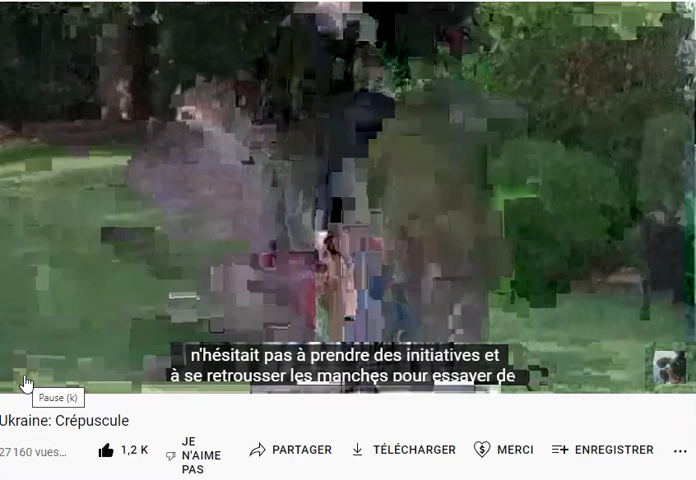 n'hésitait pas à prendre des initiatives et
à se retrousser les manches pour essayer de
Pause (k)
Ukraine: Crépuscule
27 160 vues...
1,2 K
JE
N'AIME
PAS
PARTAGER
TÉLÉCHARGER
MERCI
ENREGISTRER